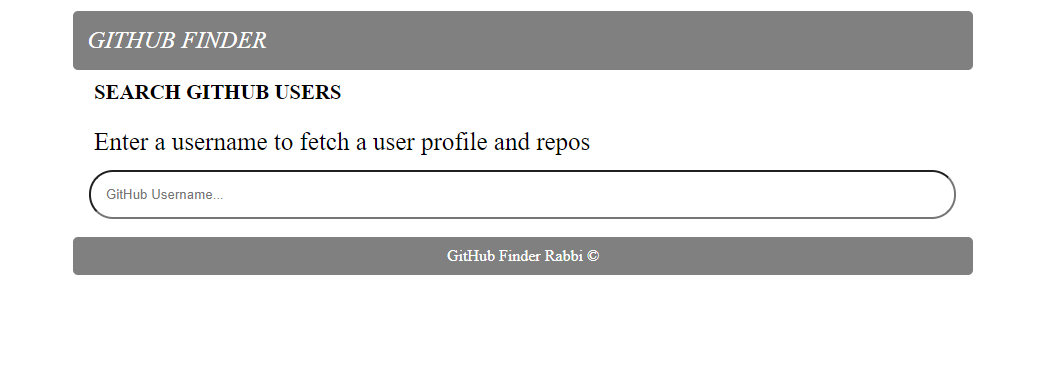 GITHUB FINDER
SEARCH GITHUB USERS
Enter a username to fetch a user profile and repos
GitHub Username...
GitHub Finder Rabbi ©